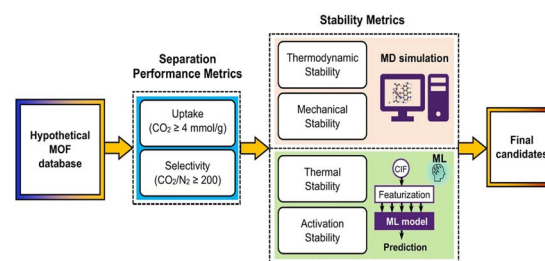 Stability Metrics
Separation
Performance Metrics
Hypothetical
MOF
database
Uptake
(CO₂ ≥ 4 mmol/g)
Selectivity
(CO₂/N₂ ≥ 200)
Thermodynamic
Stability
Mechanical
Stability
MD simulation
Thermal
Stability
Activation
Stability
ML
CIF
Featurization
ML model
Prediction
Final
candidates